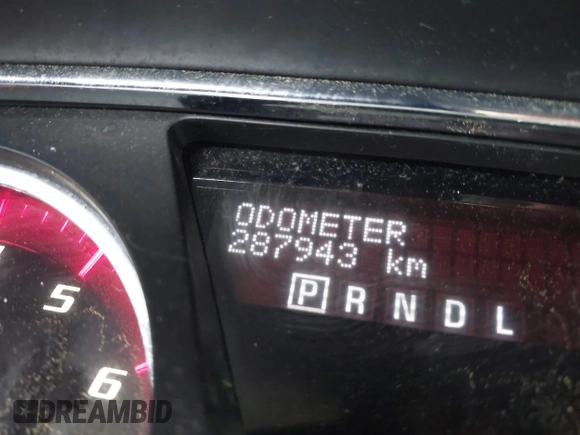 ODOMETER
287943 km
P R N D L
5
6
DREAMBID